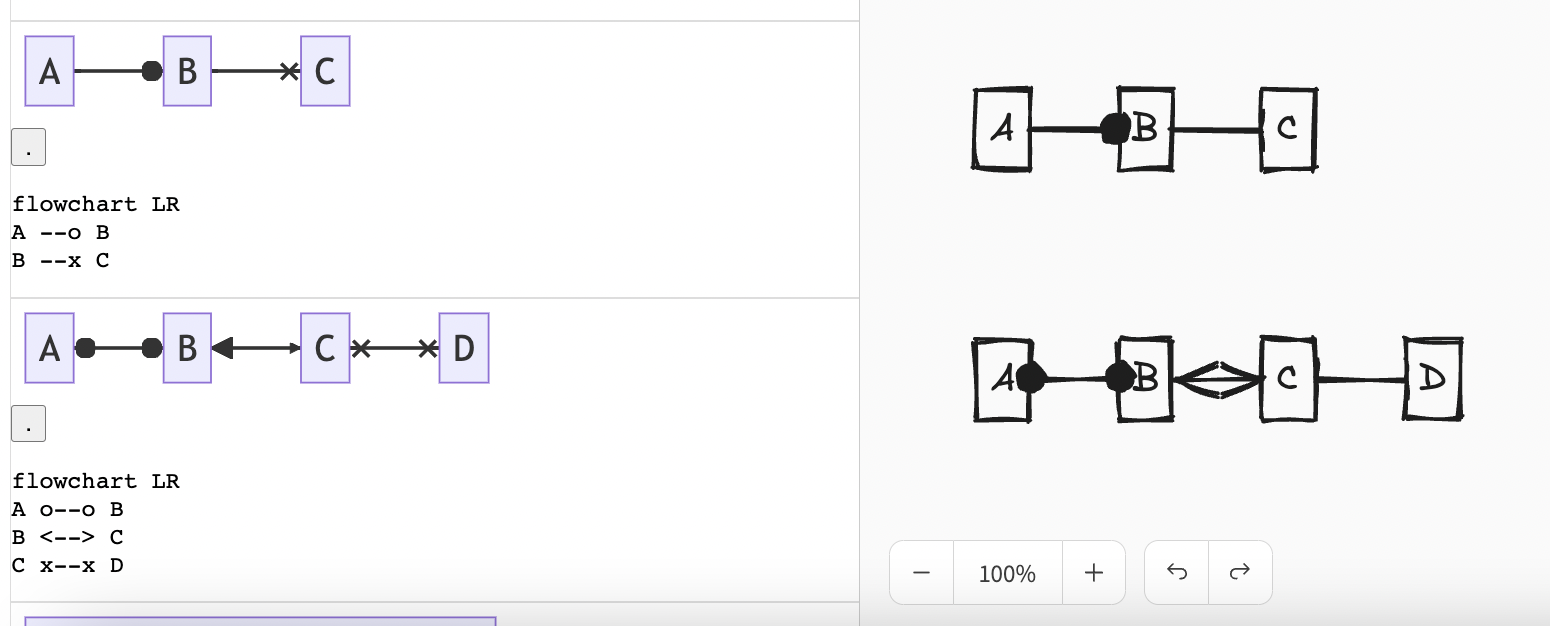 A B C
.
flowchart LR
A --o B
B --x C
A B C D
.
flowchart LR
A o--o B
B <--> C
C x--x D
A B C
A B C D
100%